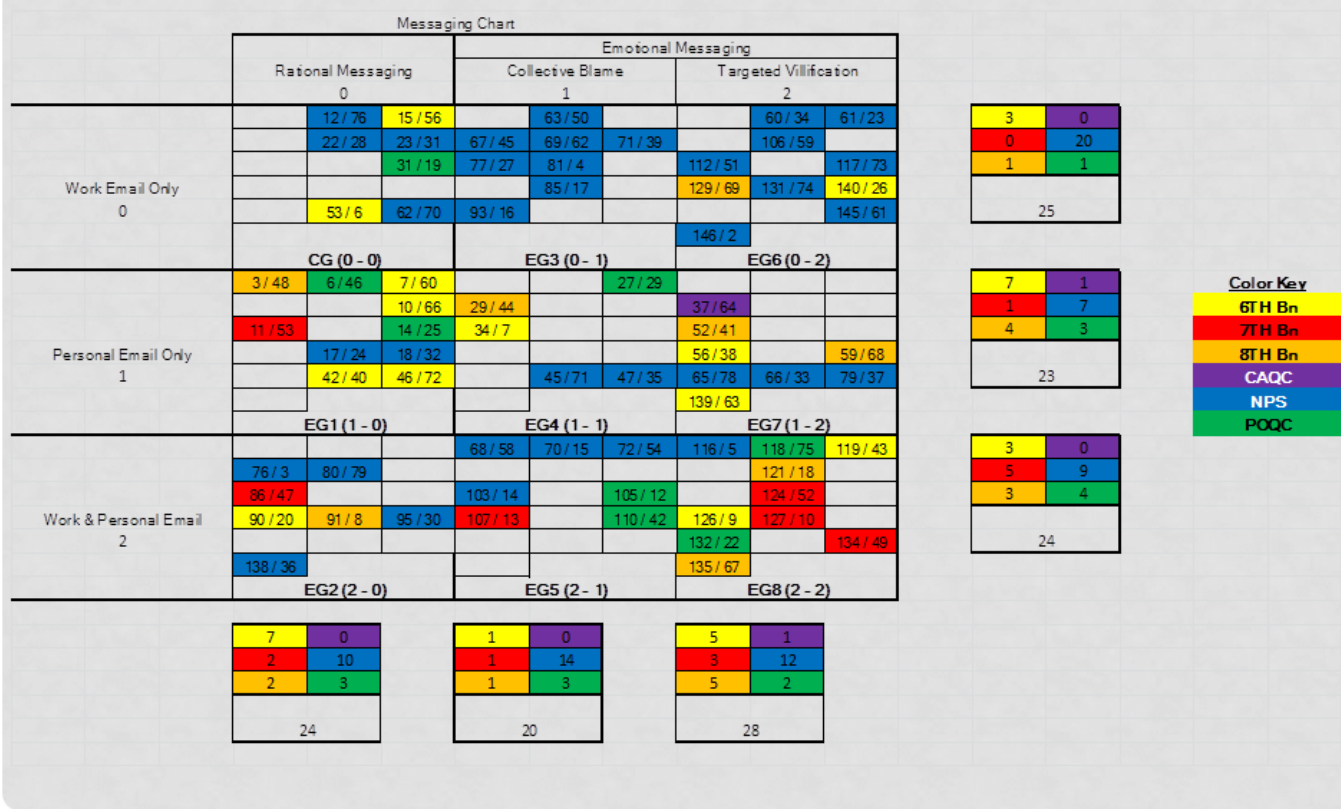 Messaging Chart
Emotional Messaging
Rational Messaging Collective Blame Targeted Villification
0 1 2
12 / 76 15 / 56 63 / 50 60 / 34 61 / 23 3 0
22 / 28 23 / 31 67 / 45 69 / 62 71 / 39 106 / 59 0 20
31 / 19 77 / 27 81 / 4 112 / 51 117 / 73 1 1
Work Email Only 85 / 17 129 / 69 131 / 74 140 / 26
0 53 / 6 62 / 70 93 / 16 145 / 61 25
146 / 2
CG (0 - 0) EG3 (0 - 1) EG6 (0 - 2)
3 / 48 6 / 46 7 / 60 27 / 29 7 1 Color Key
10 / 66 29 / 44 37 / 64 1 7 6TH Bn
11 / 53 14 / 25 34 / 7 52 / 41 4 3 7TH Bn
Personal Email Only 17 / 24 18 / 32 56 / 38 59 / 68 8TH Bn
1 42 / 40 46 / 72 45 / 71 47 / 35 65 / 78 66 / 33 79 / 37 23 CAQC
139 / 63 NPS
EG1 (1 - 0) EG4 (1 - 1) EG7 (1 - 2) POQC
68 / 58 70 / 15 72 / 54 116 / 5 118 / 75 119 / 43 3 0
76 / 3 80 / 79 121 / 18 5 9
86 / 47 103 / 14 105 / 12 124 / 52 3 4
Work & Personal Email 90 / 20 91 / 8 95 / 30 107 / 13 110 / 42 126 / 9 127 / 10
2 132 / 22 134 / 49 24
138 / 36 135 / 67
EG2 (2 - 0) EG5 (2 - 1) EG8 (2 - 2)
7 0 1 0 5 1
2 10 1 14 3 12
2 3 1 3 5 2
24 20 28